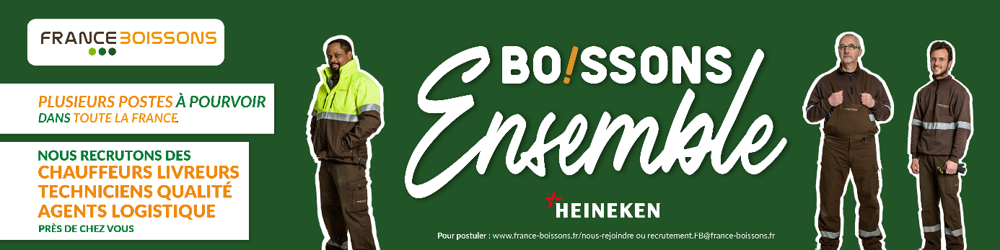 FRANCE BOISSONS
PLUSIEURS POSTES À POURVOIR
DANS TOUTE LA FRANCE.
NOUS RECRUTONS DES
CHAUFFEURS LIVREURS
TECHNICIENS QUALITÉ
AGENTS LOGISTIQUE
PRÈS DE CHEZ VOUS
BO!SSONS
Ensemble
HEINEKEN
Pour postuler : www.france-boissons.fr/nous-rejoindre ou recrutement.FB@france-boissons.fr